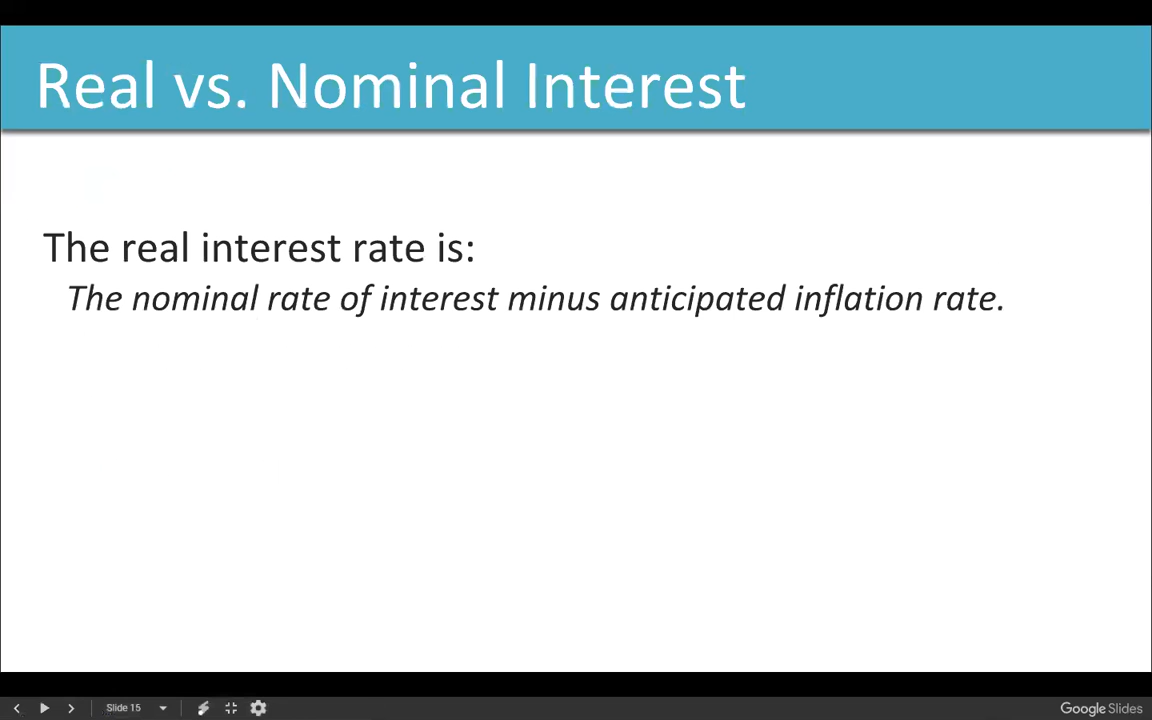 Real vs. Nominal Interest
The real interest rate is:
The nominal rate of interest minus anticipated inflation rate.
Slide 15
Google Slides